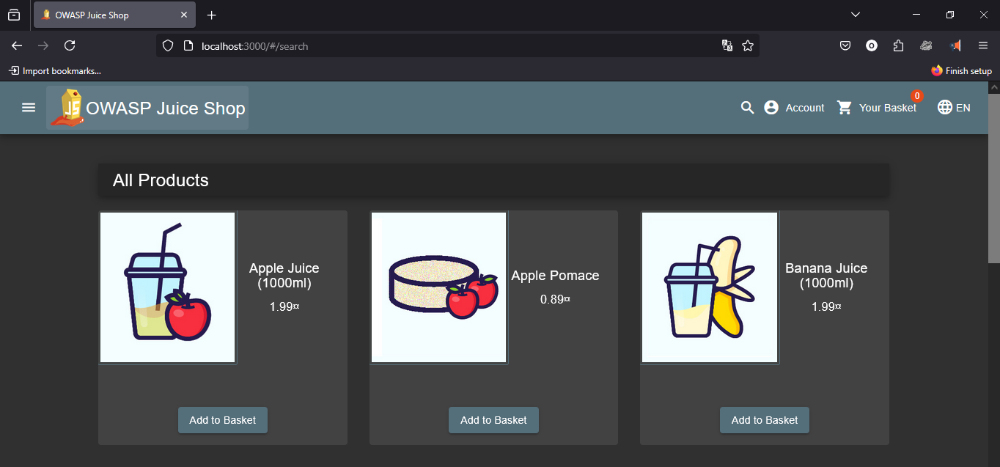 OWASP Juice Shop
localhost:3000/#/search
Import bookmarks...
Finish setup
OWASP Juice Shop
Account
Your Basket
0
EN
All Products
Apple Juice
(1000ml)
1.99¤
Add to Basket
Apple Pomace
0.89¤
Add to Basket
Banana Juice
(1000ml)
1.99¤
Add to Basket